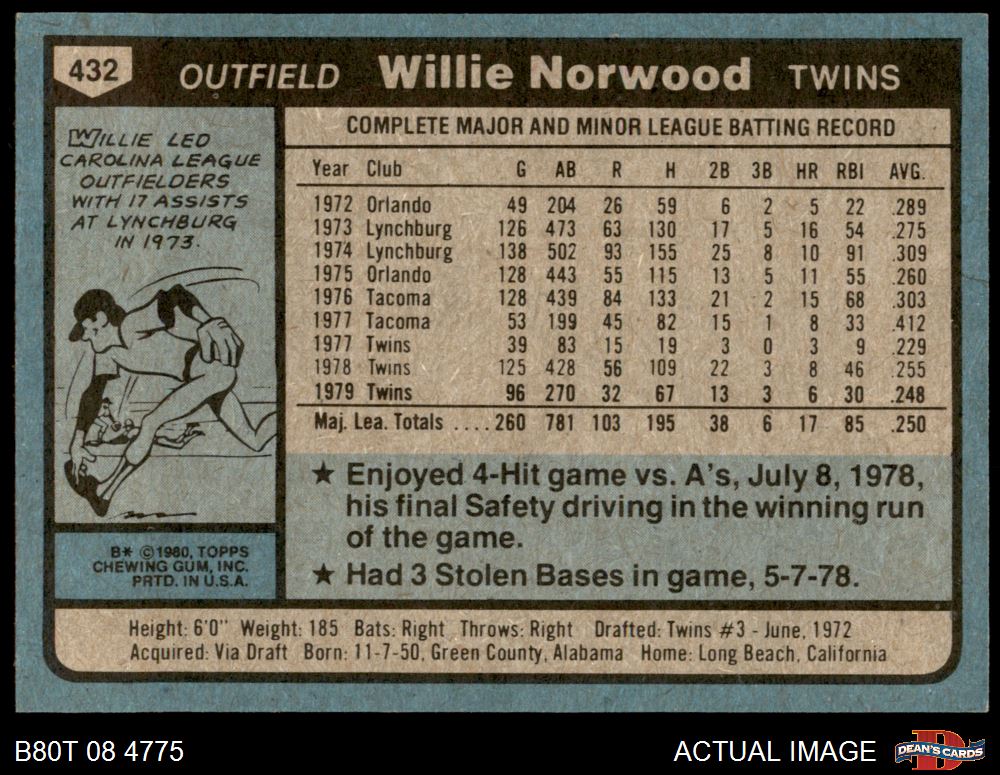 432 OUTFIELD Willie Norwood TWINS
WILLIE LED
CAROLINA LEAGUE
OUTFIELDERS
WITH 17 ASSISTS
AT LYNCHBURG
IN 1973.
B* ©1980, TOPPS
CHEWING GUM, INC.
PRTD. IN U.S.A.
COMPLETE MAJOR AND MINOR LEAGUE BATTING RECORD
Year Club G AB R H 2B 3B HR RBI AVG.
1972 Orlando 49 204 26 59 6 2 5 22 .289
1973 Lynchburg 126 473 63 130 17 5 16 54 .275
1974 Lynchburg 138 502 93 155 25 8 10 91 .309
1975 Orlando 128 443 55 115 13 5 11 55 .260
1976 Tacoma 128 439 84 133 21 2 15 68 .303
1977 Tacoma 53 199 45 82 15 1 8 33 .412
1977 Twins 39 83 15 19 3 0 3 9 .229
1978 Twins 125 428 56 109 22 3 8 46 .255
1979 Twins 96 270 32 67 13 3 6 30 .248
Maj. Lea. Totals ....260 781 103 195 38 6 17 85 .250
★ Enjoyed 4-Hit game vs. A's, July 8, 1978,
his final Safety driving in the winning run
of the game.
★ Had 3 Stolen Bases in game, 5-7-78.
Height: 6'0" Weight: 185 Bats: Right Throws: Right Drafted: Twins #3 - June, 1972
Acquired: Via Draft Born: 11-7-50, Green County, Alabama Home: Long Beach, California
B80T 08 4775 ACTUAL IMAGE DEAN'S CARDS